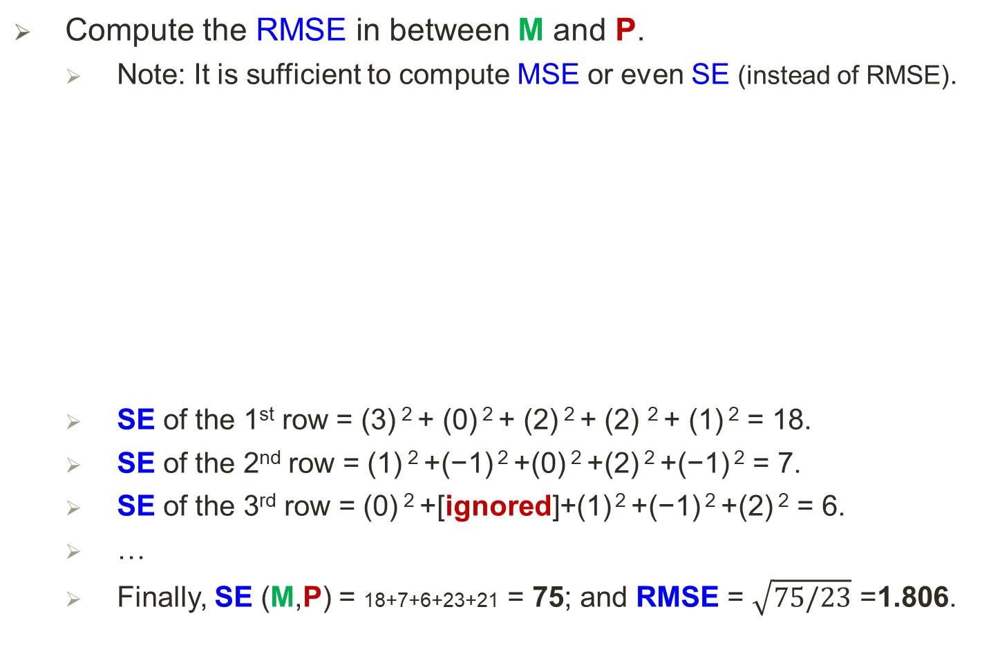 ➢ Compute the RMSE in between M and P.
➢ Note: It is sufficient to compute MSE or even SE (instead of RMSE).
➢ SE of the 1st row = (3) 2 + (0) 2 + (2) 2 + (2) 2 + (1) 2 = 18.
➢ SE of the 2nd row = (1) 2 +(−1) 2 +(0) 2 +(2) 2 +(−1) 2 = 7.
➢ SE of the 3rd row = (0) 2 +[ignored]+(1) 2 +(−1) 2 +(2) 2 = 6.
➢ …
➢ Finally, SE (M,P) = 18+7+6+23+21 = 75; and RMSE = √75/23 =1.806.